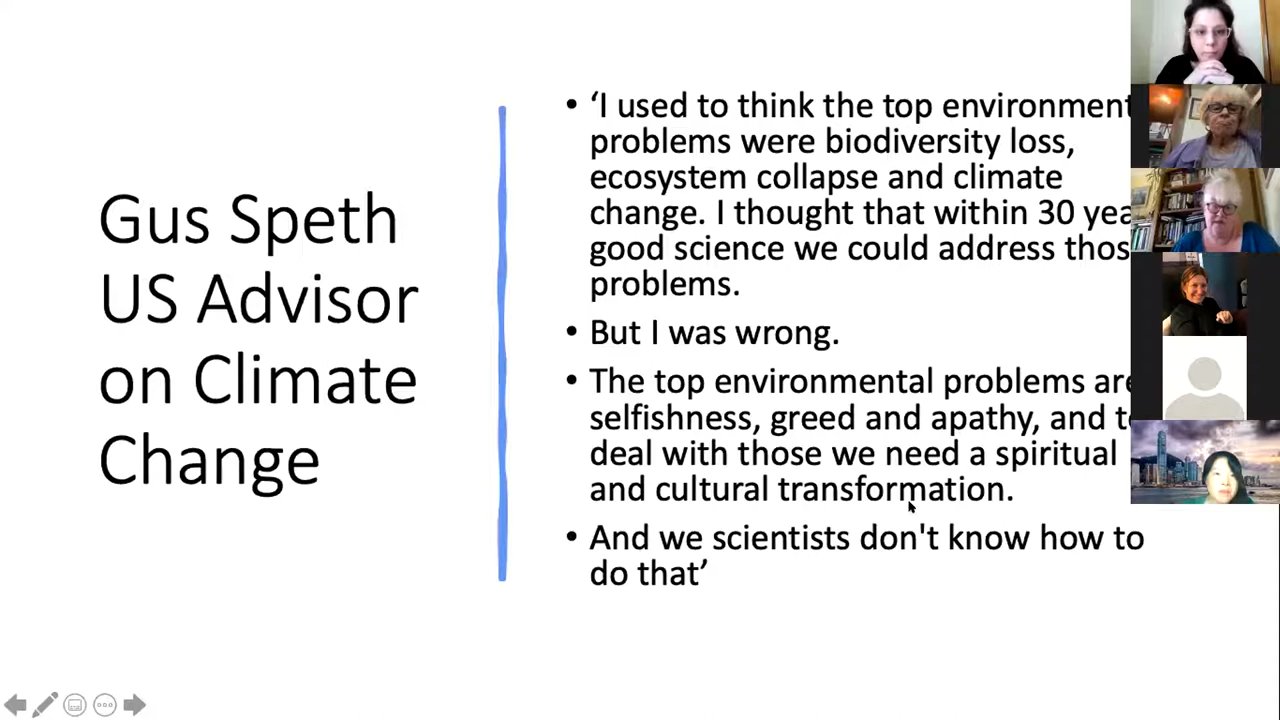 Gus Speth
US Advisor
on Climate
Change
• ‘I used to think the top environment
problems were biodiversity loss,
ecosystem collapse and climate
change. I thought that within 30
good science we could address
problems.
• But I was wrong.
• The top environmental problems are
selfishness, greed and apathy, and
deal with those we need a spiritual
and cultural transformation.
• And we scientists don't know how to
do that’